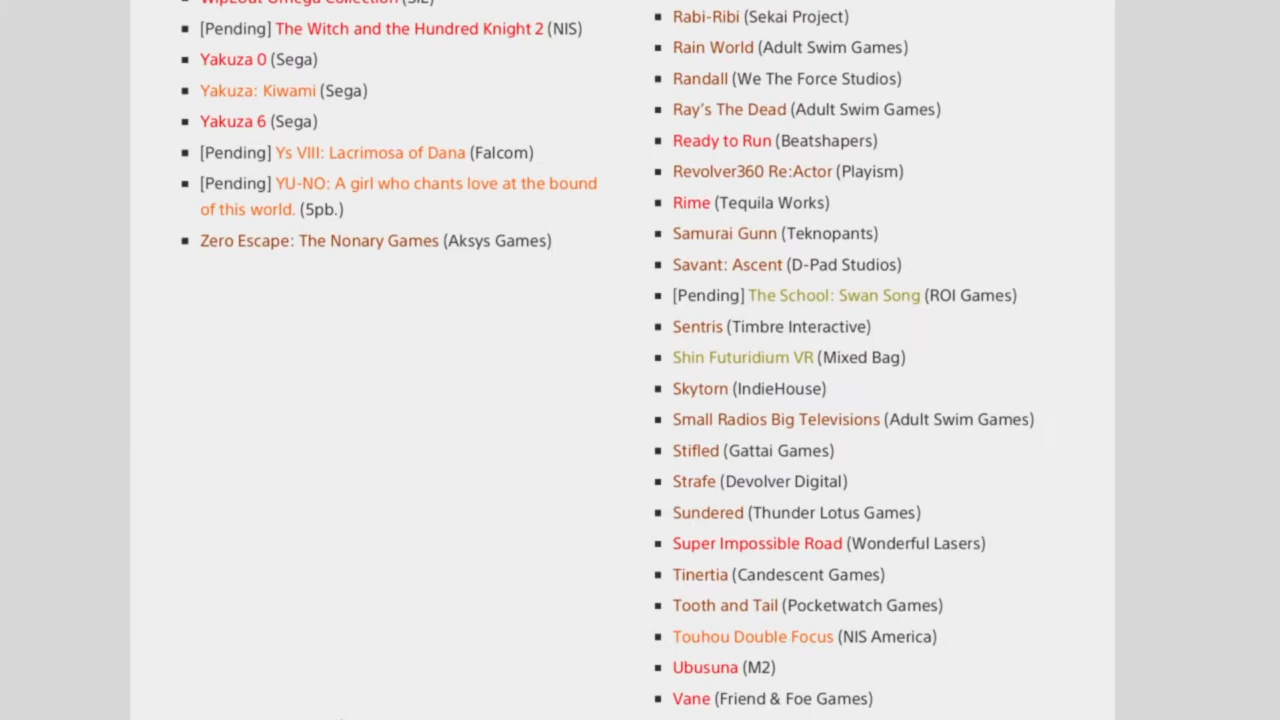 WipEout Omega Collection (SIE)
[Pending] The Witch and the Hundred Knight 2 (NIS)
Yakuza 0 (Sega)
Yakuza: Kiwami (Sega)
Yakuza 6 (Sega)
[Pending] Ys VIII: Lacrimosa of Dana (Falcom)
[Pending] YU-NO: A girl who chants love at the bound
of this world. (5pb.)
Zero Escape: The Nonary Games (Aksys Games)
Rabi-Ribi (Sekai Project)
Rain World (Adult Swim Games)
Randall (We The Force Studios)
Ray's The Dead (Adult Swim Games)
Ready to Run (Beatshapers)
Revolver360 Re:Actor (Playism)
Rime (Tequila Works)
Samurai Gunn (Teknopants)
Savant: Ascent (D-Pad Studios)
[Pending] The School: Swan Song (ROI Games)
Sentris (Timbre Interactive)
Shin Futuridium VR (Mixed Bag)
Skytorn (IndieHouse)
Small Radios Big Televisions (Adult Swim Games)
Stifled (Gattai Games)
Strafe (Devolver Digital)
Sundered (Thunder Lotus Games)
Super Impossible Road (Wonderful Lasers)
Tinertia (Candescent Games)
Tooth and Tail (Pocketwatch Games)
Touhou Double Focus (NIS America)
Ubusuna (M2)
Vane (Friend & Foe Games)